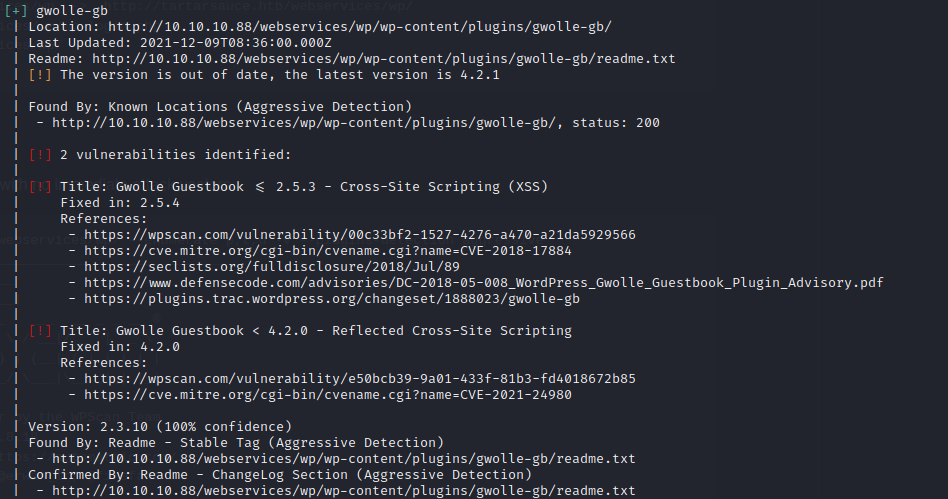 [+] gwolle-gb
| Location: http://10.10.10.88/webservices/wp/wp-content/plugins/gwolle-gb/
| Last Updated: 2021-12-09T08:36:00.000Z
| Readme: http://10.10.10.88/webservices/wp/wp-content/plugins/gwolle-gb/readme.txt
| [!] The version is out of date, the latest version is 4.2.1
|
| Found By: Known Locations (Aggressive Detection)
|  - http://10.10.10.88/webservices/wp/wp-content/plugins/gwolle-gb/, status: 200
|
| [!] 2 vulnerabilities identified:
|
| [!] Title: Gwolle Guestbook <= 2.5.3 - Cross-Site Scripting (XSS)
|     Fixed in: 2.5.4
|     References:
|      - https://wpscan.com/vulnerability/00c33bf2-1527-4276-a470-a21da5929566
|      - https://cve.mitre.org/cgi-bin/cvename.cgi?name=CVE-2018-17884
|      - https://seclists.org/fulldisclosure/2018/Jul/89
|      - https://www.defensecode.com/advisories/DC-2018-05-008_WordPress_Gwolle_Guestbook_Plugin_Advisory.pdf
|      - https://plugins.trac.wordpress.org/changeset/1888023/gwolle-gb
|
| [!] Title: Gwolle Guestbook < 4.2.0 - Reflected Cross-Site Scripting
|     Fixed in: 4.2.0
|     References:
|      - https://wpscan.com/vulnerability/e50bcb39-9a01-433f-81b3-fd4018672b85
|      - https://cve.mitre.org/cgi-bin/cvename.cgi?name=CVE-2021-24980
|
| Version: 2.3.10 (100% confidence)
| Found By: Readme - Stable Tag (Aggressive Detection)
|  - http://10.10.10.88/webservices/wp/wp-content/plugins/gwolle-gb/readme.txt
| Confirmed By: Readme - ChangeLog Section (Aggressive Detection)
|  - http://10.10.10.88/webservices/wp/wp-content/plugins/gwolle-gb/readme.txt